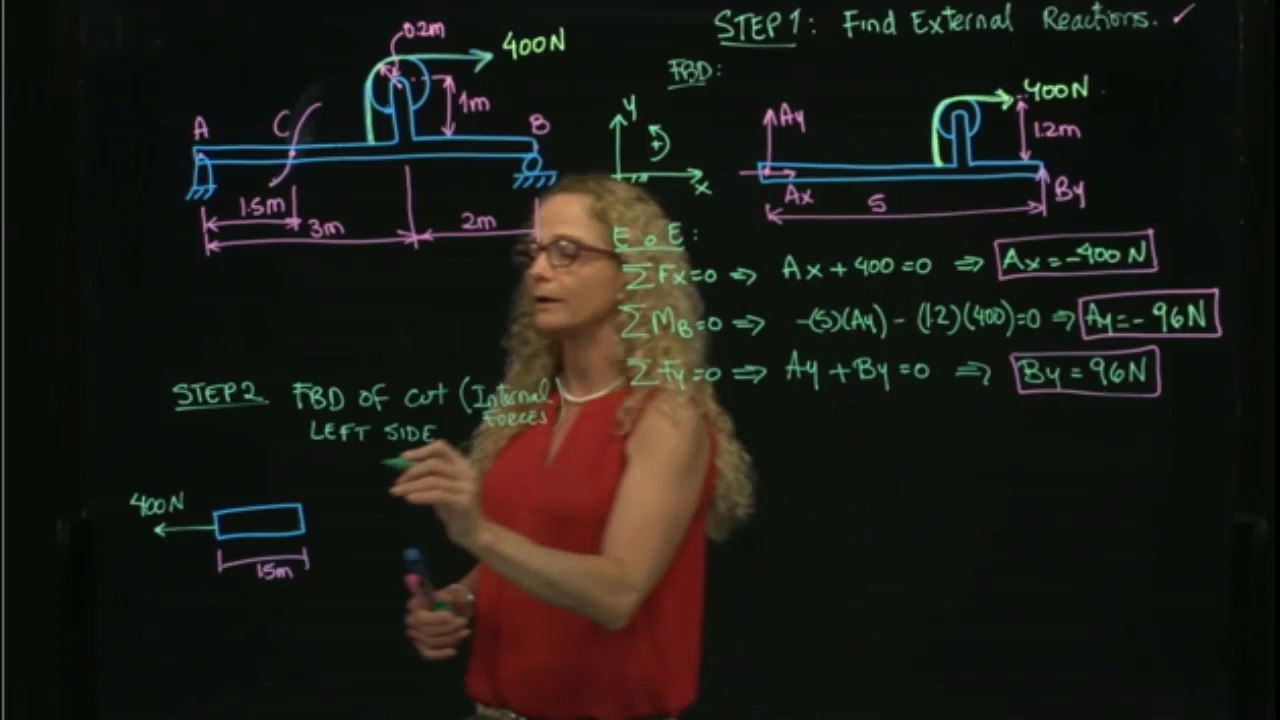 STEP 1: Find External Reactions. ✓
0.2m
400N
1m
A
C
B
1.5m
3m
2m
FBD:
y
+
x
Ay
Ax
400N
1.2m
By
5
E o E:
ΣFx=0 ⇒ Ax+400=0 ⇒ Ax=-400N
ΣMB=0 ⇒ -(5)(Ay) - (1.2)(400)=0 ⇒ Ay=-96N
ΣFy=0 ⇒ Ay+By=0 ⇒ By=96N
STEP 2 FBD OF CUT (Internal
FORCES
LEFT SIDE
400N
1.5m